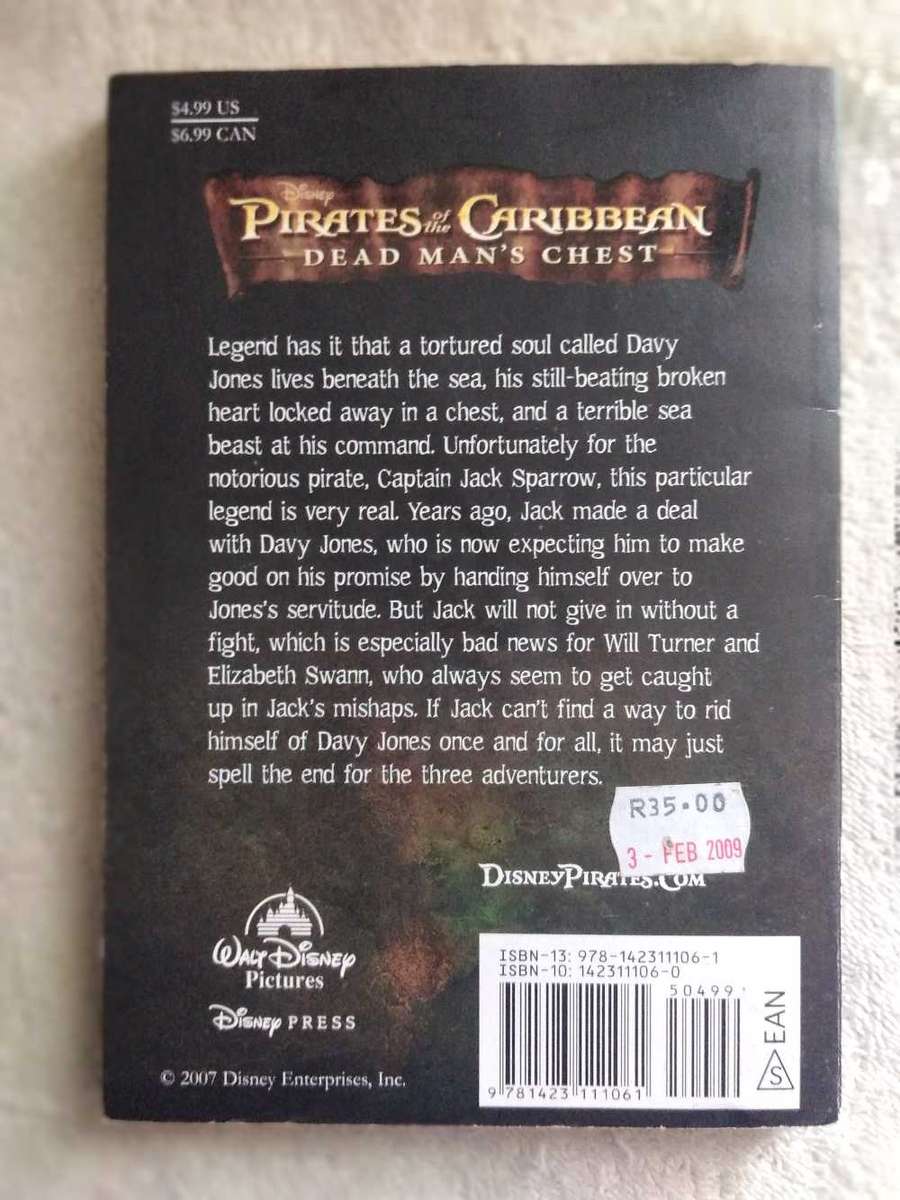 $4.99 US
$6.99 CAN
Disney
PIRATES of the CARIBBEAN
DEAD MAN'S CHEST
Legend has it that a tortured soul called Davy
Jones lives beneath the sea, his still-beating broken
heart locked away in a chest, and a terrible sea
beast at his command. Unfortunately for the
notorious pirate, Captain Jack Sparrow, this particular
legend is very real. Years ago, Jack made a deal
with Davy Jones, who is now expecting him to make
good on his promise by handing himself over to
Jones's servitude. But Jack will not give in without a
fight, which is especially bad news for Will Turner and
Elizabeth Swann, who always seem to get caught
up in Jack's mishaps. If Jack can't find a way to rid
himself of Davy Jones once and for all, it may just
spell the end for the three adventurers.
R35.00
3 - FEB 2009
DISNEYPIRATES.COM
WALT DISNEY
Pictures
DISNEY PRESS
© 2007 Disney Enterprises, Inc.
ISBN-13: 978-142311106-1
ISBN-10: 142311106-0
50499
9 781423 111061
S EAN